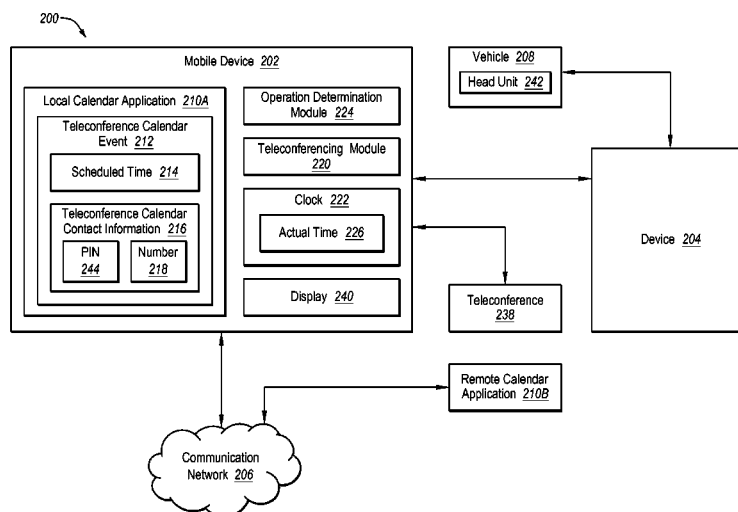 200
Mobile Device 202
Local Calendar Application 210A
Teleconference Calendar
Event 212
Scheduled Time 214
Teleconference Calendar
Contact Information 216
PIN
244
Number
218
Operation Determination
Module 224
Teleconferencing Module
220
Clock 222
Actual Time 226
Display 240
Vehicle 208
Head Unit 242
Device 204
Teleconference
238
Remote Calendar
Application 210B
Communication
Network 206